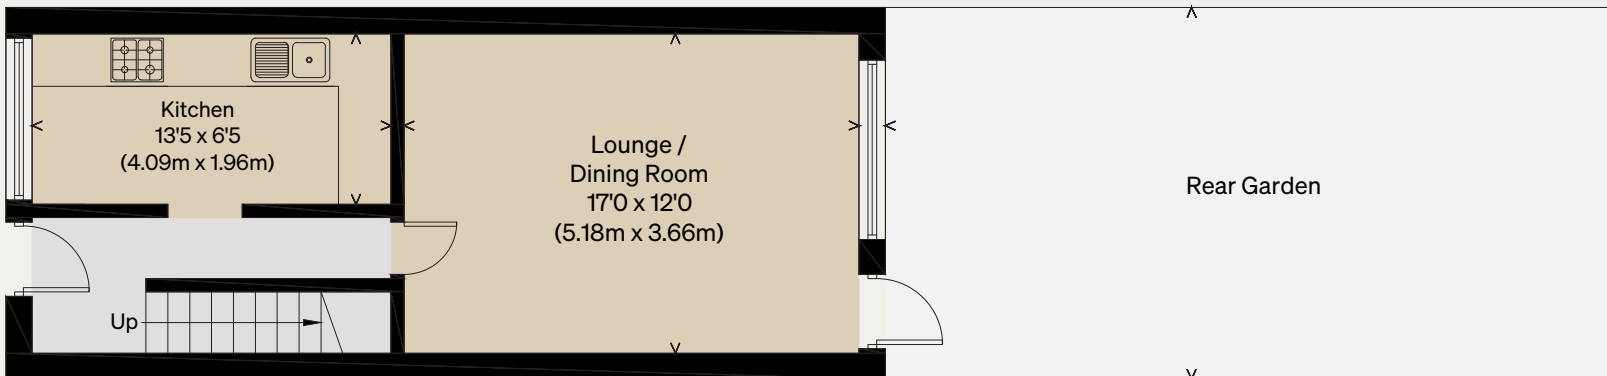 Kitchen
13'5 x 6'5
(4.09m x 1.96m)
Lounge /
Dining Room
17'0 x 12'0
(5.18m x 3.66m)
Rear Garden
Up